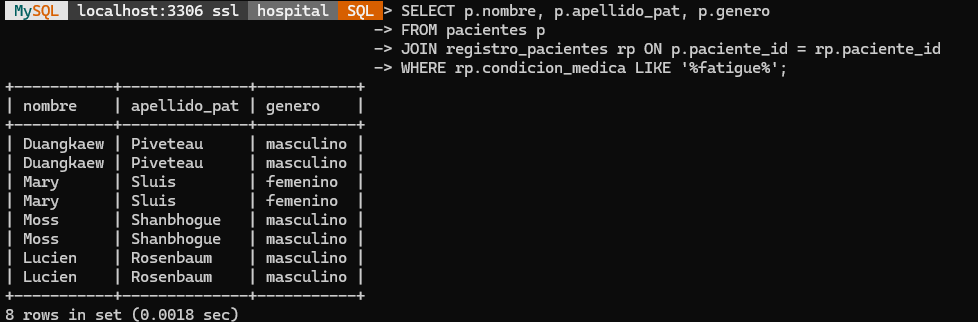 MySQL localhost:3306 ssl hospital SQL > SELECT p.nombre, p.apellido_pat, p.genero
-> FROM pacientes p
-> JOIN registro_pacientes rp ON p.paciente_id = rp.paciente_id
-> WHERE rp.condicion_medica LIKE '%fatigue%';
+----------+--------------+-----------+
| nombre   | apellido_pat | genero    |
+----------+--------------+-----------+
| Duangkaew | Piveteau     | masculino |
| Duangkaew | Piveteau     | masculino |
| Mary      | Sluis        | femenino  |
| Mary      | Sluis        | femenino  |
| Moss      | Shanbhogue   | masculino |
| Moss      | Shanbhogue   | masculino |
| Lucien    | Rosenbaum    | masculino |
| Lucien    | Rosenbaum    | masculino |
+-----------+--------------+-----------+
8 rows in set (0.0018 sec)